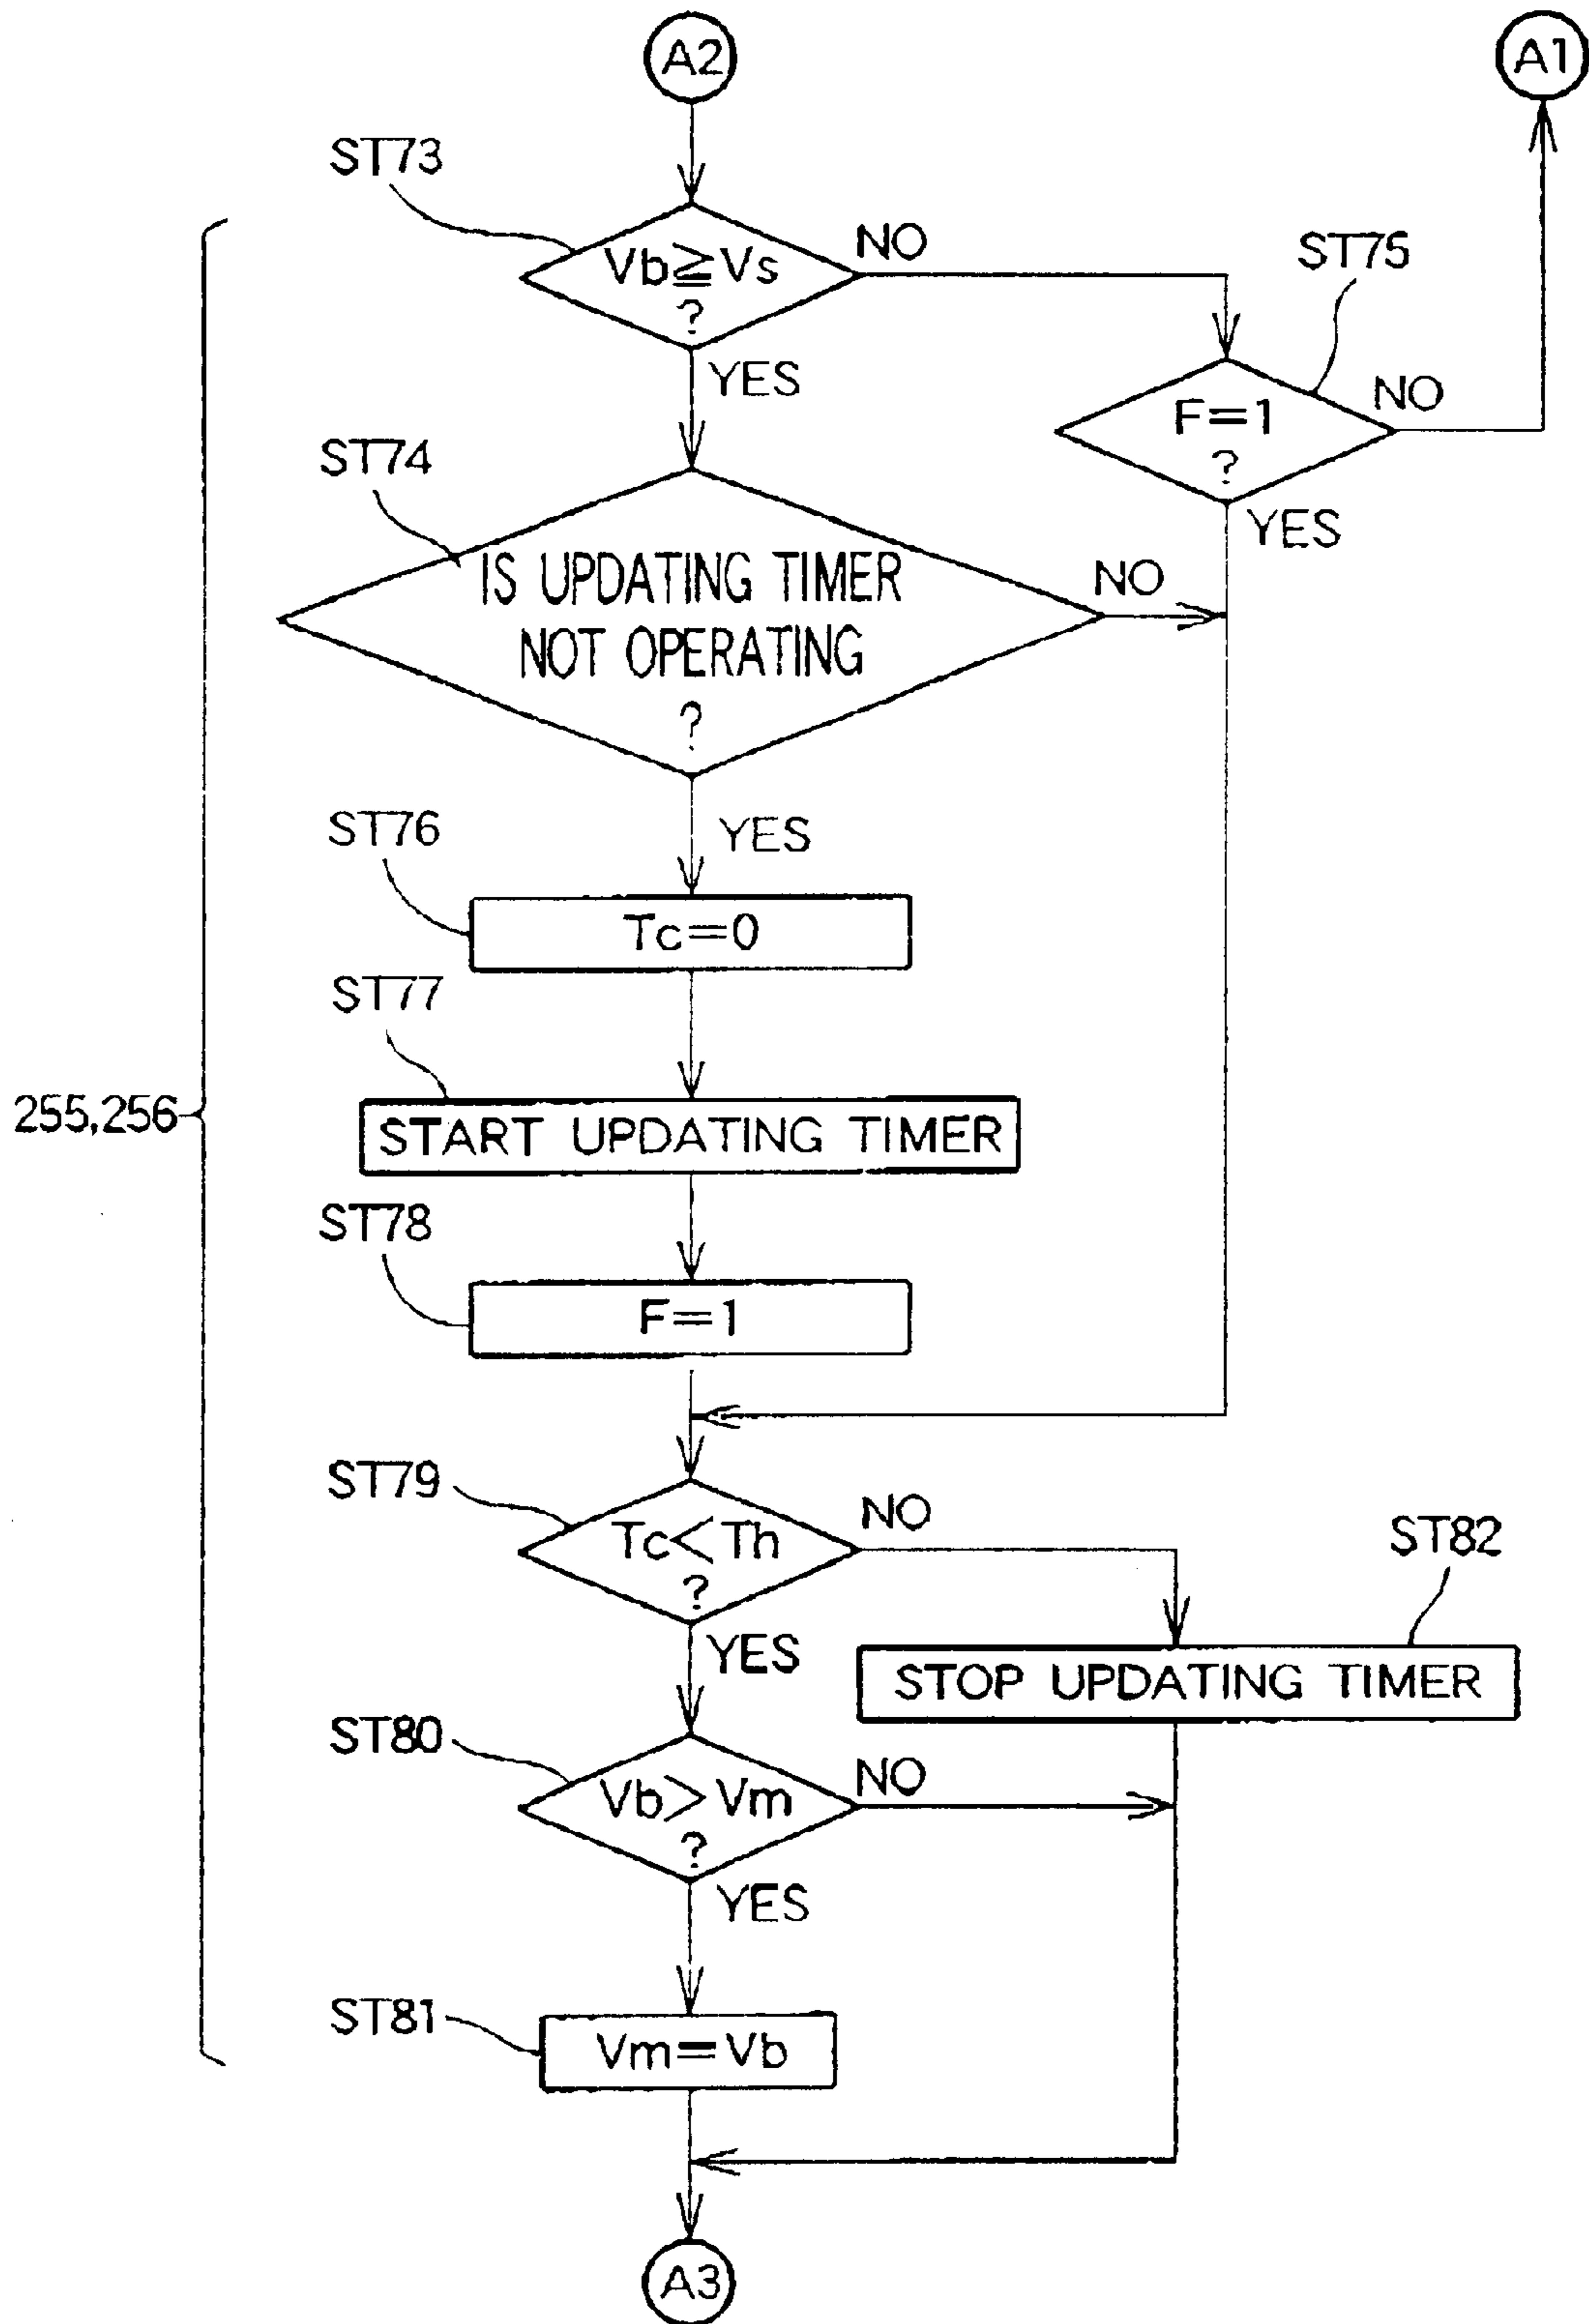 A2
A1
ST73
Vb≧Vs
?
NO
YES
ST75
F=1
?
NO
YES
ST74
IS UPDATING TIMER
NOT OPERATING
?
NO
YES
ST76
Tc=0
ST77
START UPDATING TIMER
255,256
ST78
F=1
ST79
Tc<Th
?
NO
YES
ST82
STOP UPDATING TIMER
ST80
Vb>Vm
?
NO
YES
ST81
Vm=Vb
A3